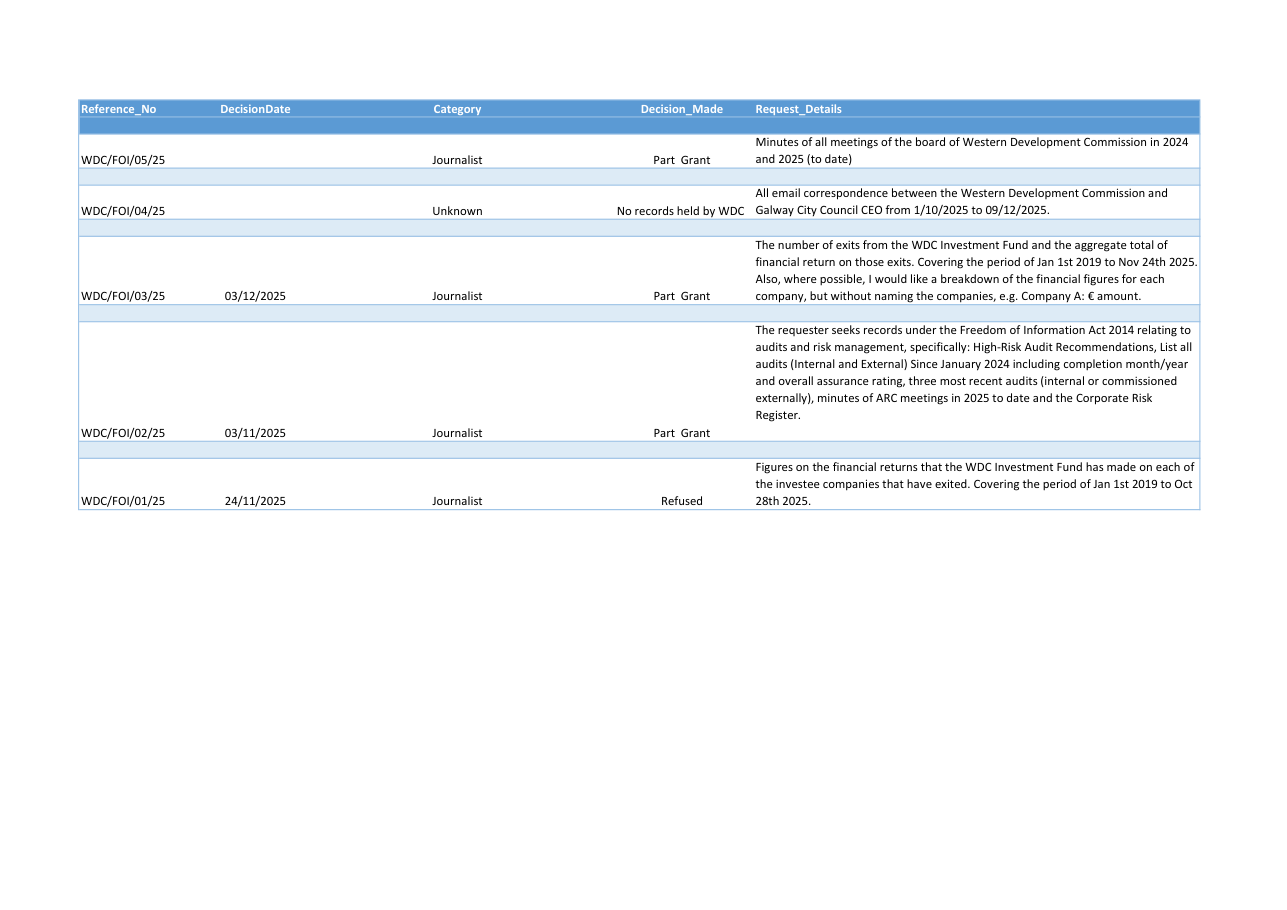 Reference_No DecisionDate Category Decision_Made Request_Details
Minutes of all meetings of the board of Western Development Commission in 2024
WDC/FOI/05/25 Journalist Part  Grant and 2025 (to date)
All email correspondence between the Western Development Commission and
WDC/FOI/04/25 Unknown No records held by WDC Galway City Council CEO from 1/10/2025 to 09/12/2025.
The number of exits from the WDC Investment Fund and the aggregate total of
financial return on those exits. Covering the period of Jan 1st 2019 to Nov 24th 2025.
Also, where possible, I would like a breakdown of the financial figures for each
WDC/FOI/03/25 03/12/2025 Journalist Part  Grant company, but without naming the companies, e.g. Company A: € amount.
The requester seeks records under the Freedom of Information Act 2014 relating to
audits and risk management, specifically: High-Risk Audit Recommendations, List all
audits (Internal and External) Since January 2024 including completion month/year
and overall assurance rating, three most recent audits (internal or commissioned
externally), minutes of ARC meetings in 2025 to date and the Corporate Risk
Register.
WDC/FOI/02/25 03/11/2025 Journalist Part  Grant
Figures on the financial returns that the WDC Investment Fund has made on each of
the investee companies that have exited. Covering the period of Jan 1st 2019 to Oct
WDC/FOI/01/25 24/11/2025 Journalist Refused 28th 2025.